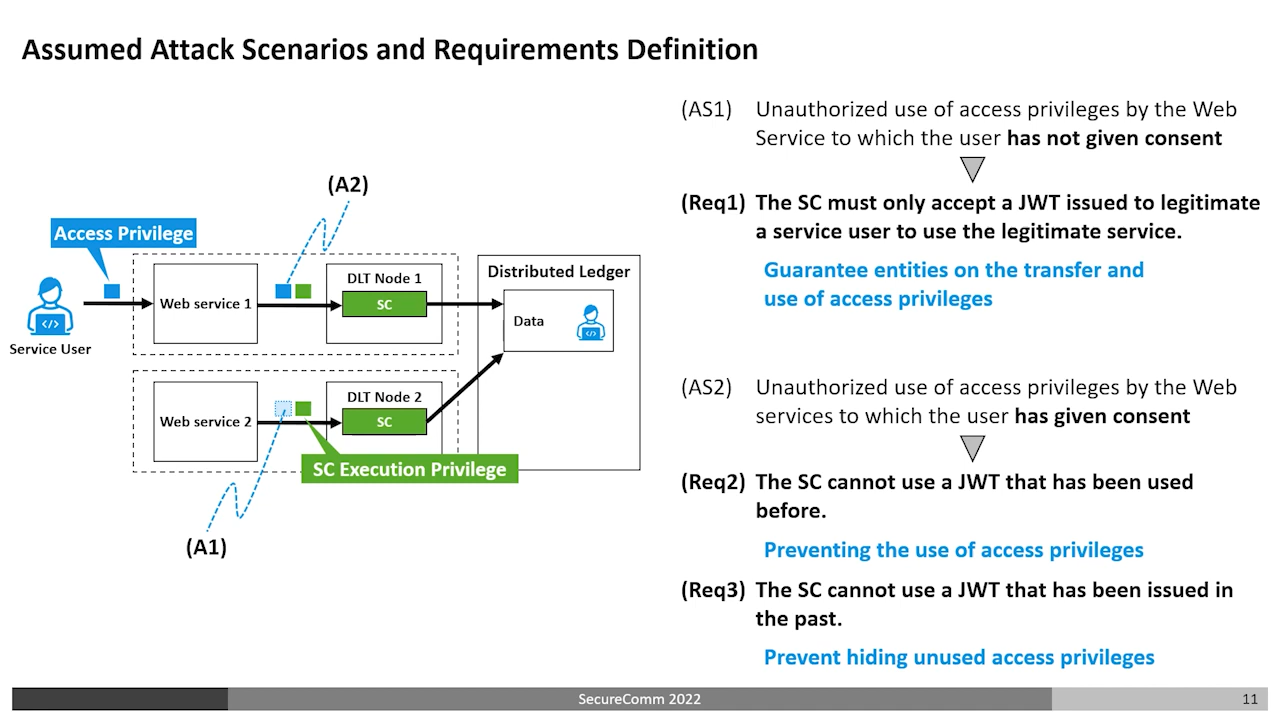 Assumed Attack Scenarios and Requirements Definition
(AS1) Unauthorized use of access privileges by the Web
Service to which the user has not given consent
(Req1) The SC must only accept a JWT issued to legitimate
a service user to use the legitimate service.
Guarantee entities on the transfer and
use of access privileges
(AS2) Unauthorized use of access privileges by the Web
services to which the user has given consent
(Req2) The SC cannot use a JWT that has been used
before.
Preventing the use of access privileges
(Req3) The SC cannot use a JWT that has been issued in
the past.
Prevent hiding unused access privileges
(A2)
Access Privilege
Service User
Web service 1
DLT Node 1
SC
Distributed Ledger
Data
Web service 2
DLT Node 2
SC
SC Execution Privilege
(A1)
SecureComm 2022
11